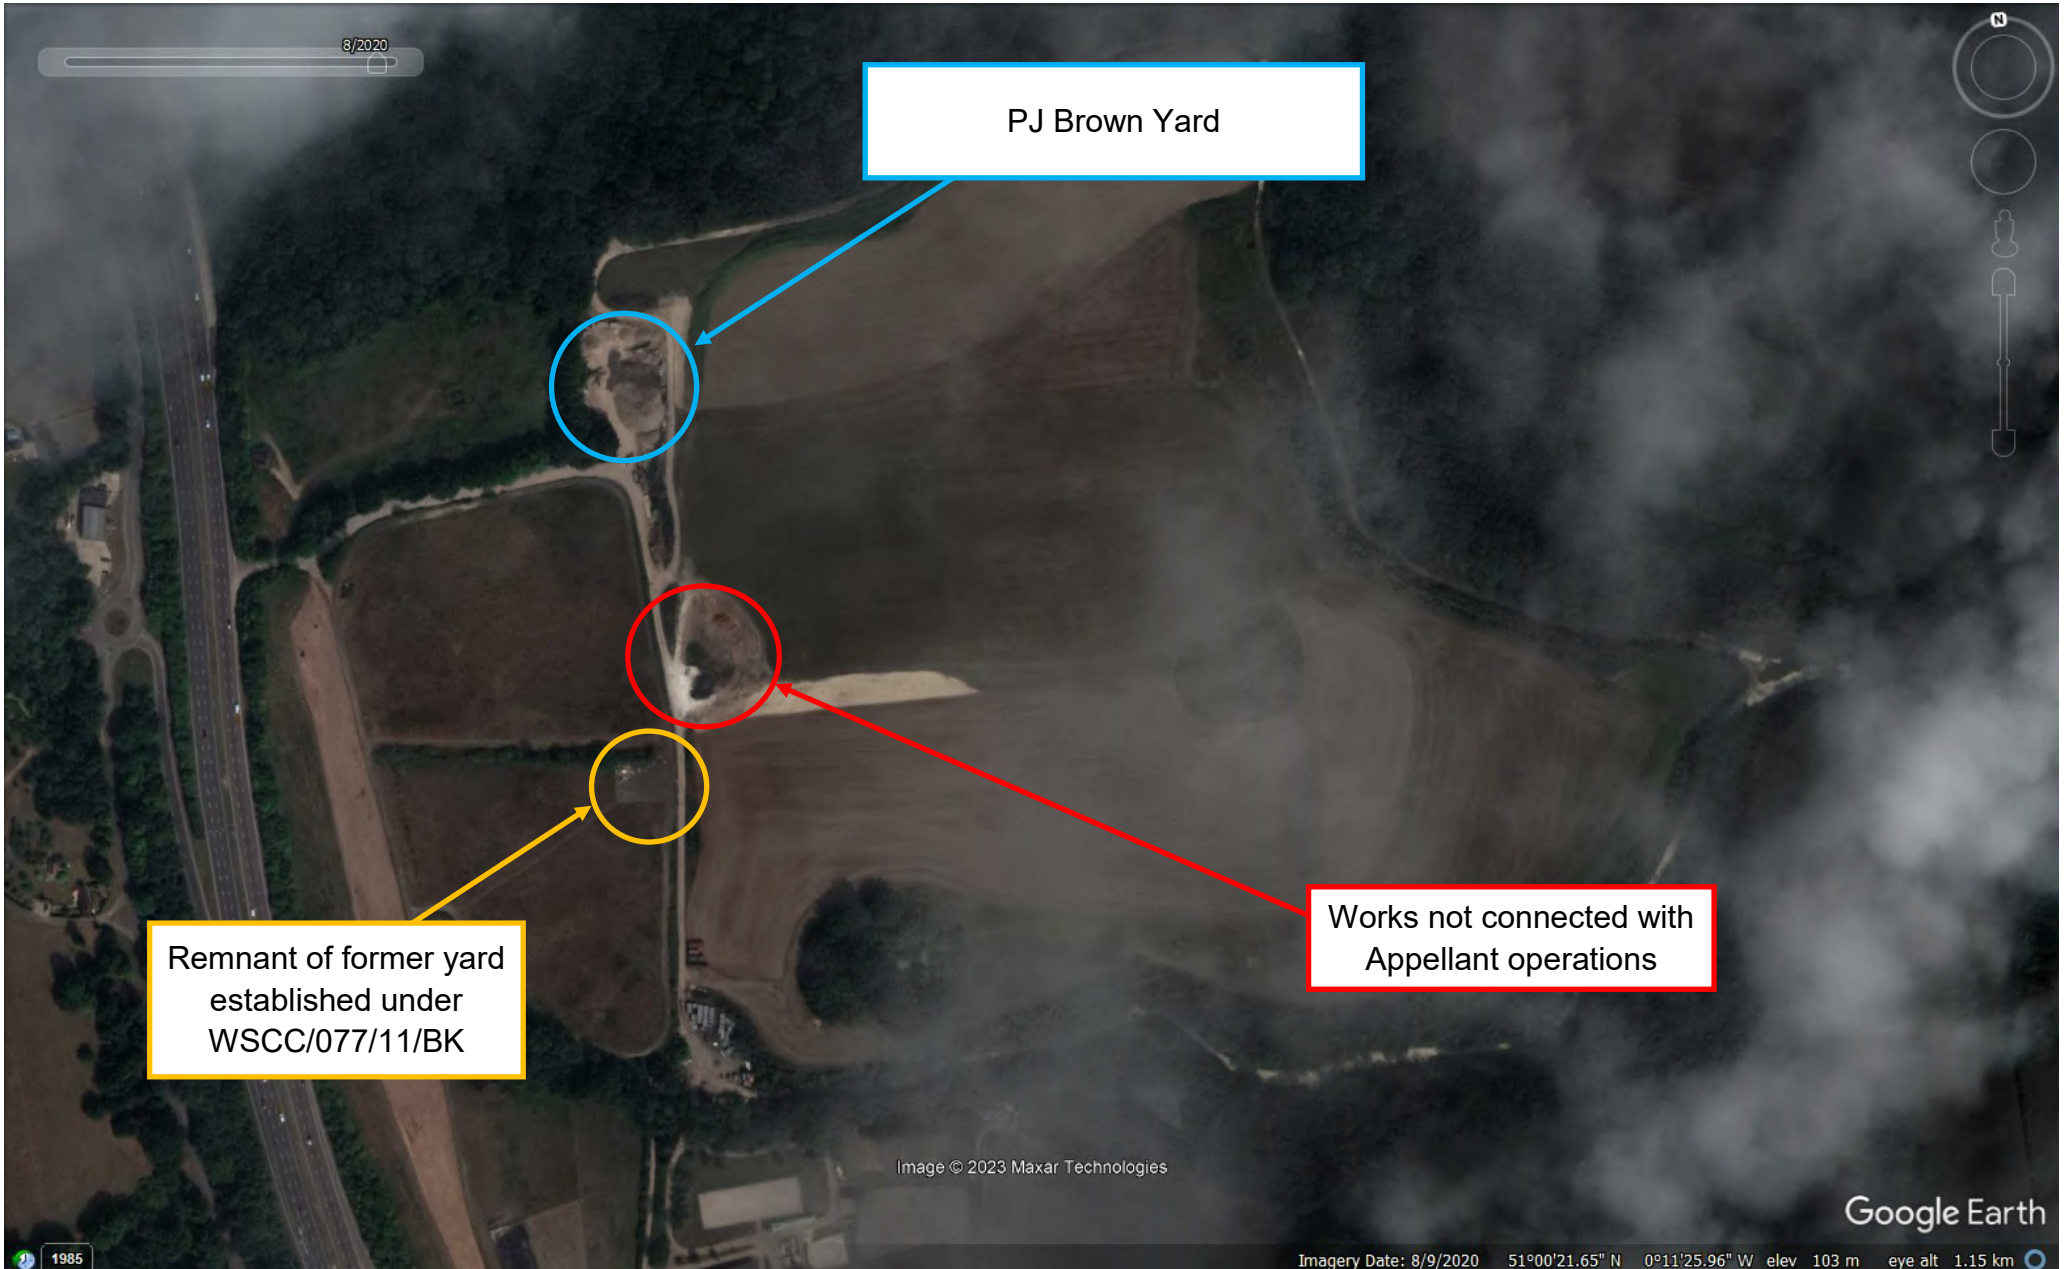 8/2020
N
PJ Brown Yard
Works not connected with
Appellant operations
Remnant of former yard
established under
WSCC/077/11/BK
Image © 2023 Maxar Technologies
Google Earth
1985
Imagery Date: 8/9/2020 51°00'21.65" N 0°11'25.96" W elev 103 m eye alt 1.15 km